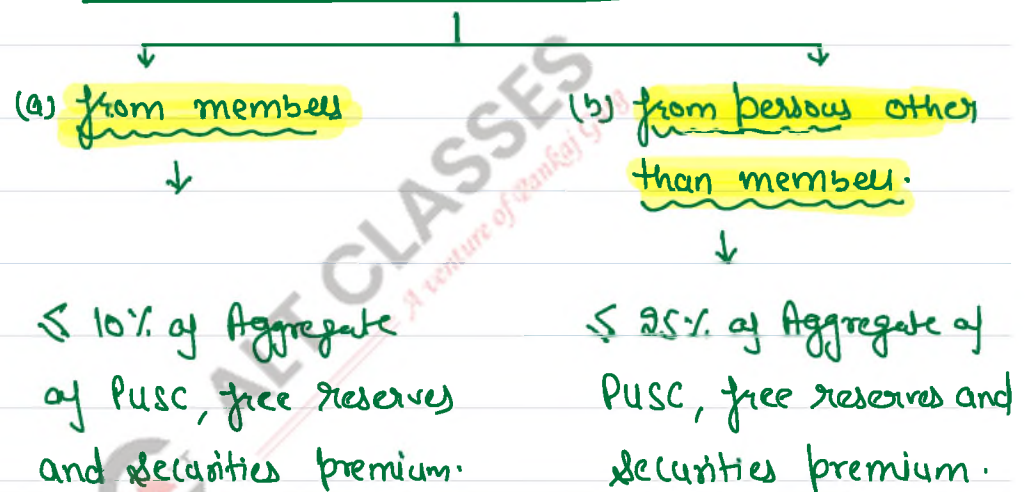 (a) from members
(b) from persons other
than members.
≤ 10% of Aggregate
of PUSC, free reserves
and securities premium.
≤ 25% of Aggregate of
PUSC, free reserves and
securities premium.
ALT CLASSES
A venture of Pankaj Garg